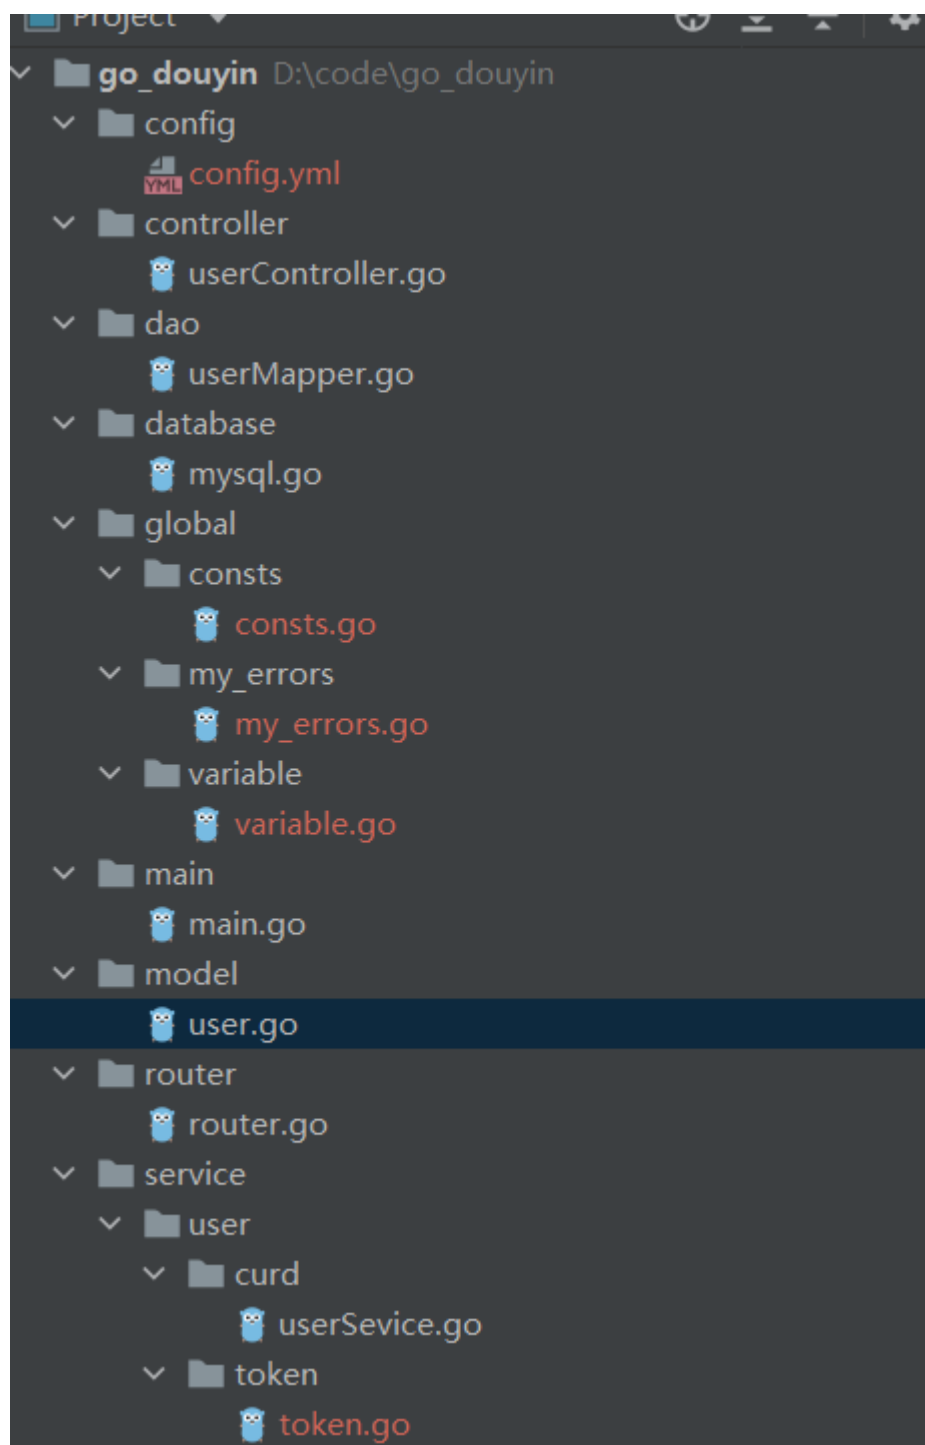 Project
go_douyin D:\code\go_douyin
config
YML config.yml
controller
userController.go
dao
userMapper.go
database
mysql.go
global
consts
consts.go
my_errors
my_errors.go
variable
variable.go
main
main.go
model
user.go
router
router.go
service
user
curd
userSevice.go
token
token.go